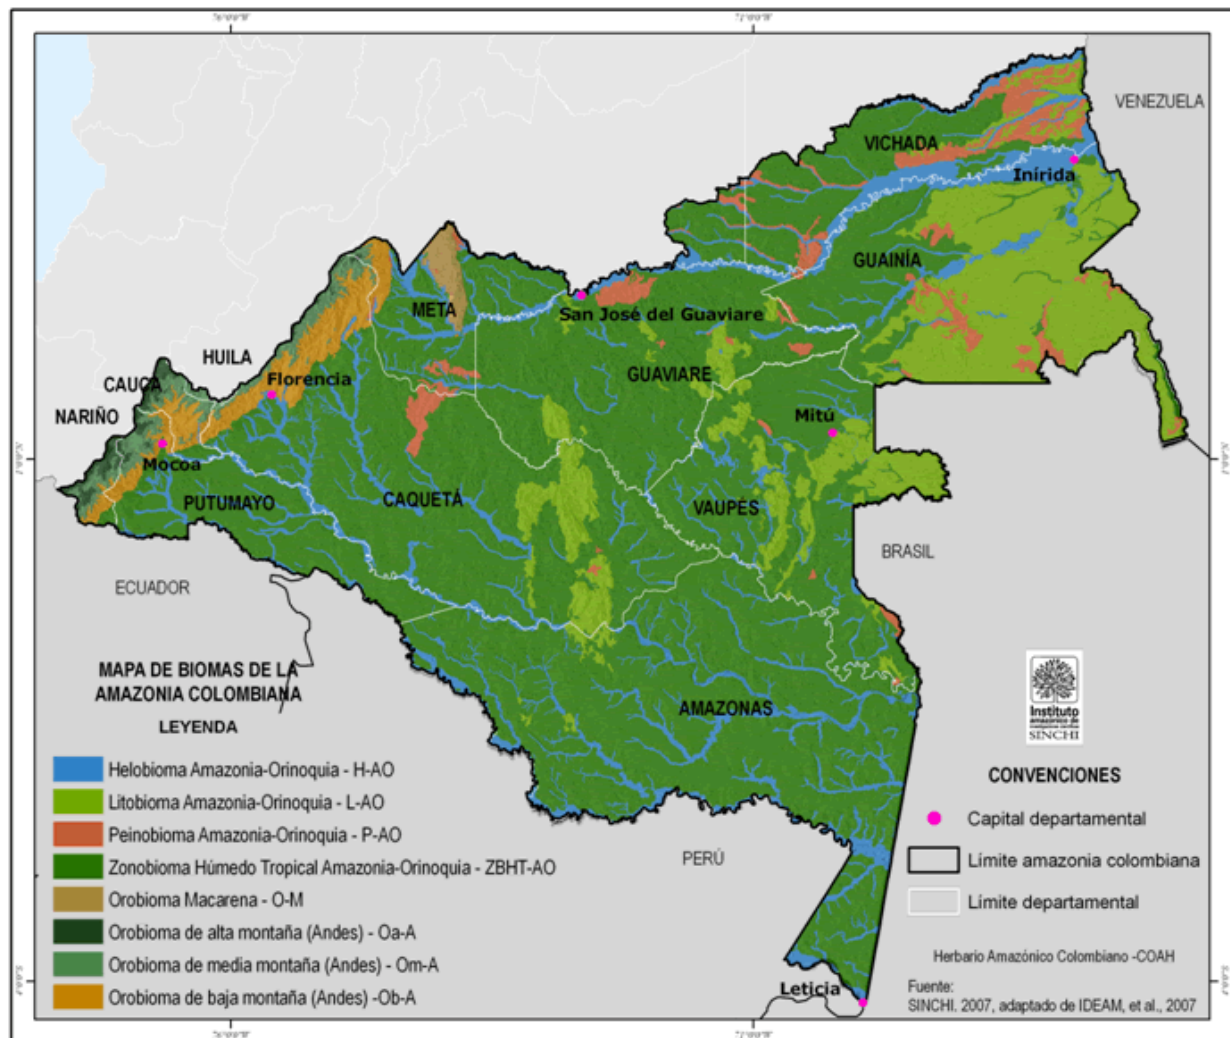 VENEZUELA
VICHADA
Inírida
GUAINÍA
META
San José del Guaviare
HUILA
GUAVIARE
CAUCA
Florencia
NARIÑO
Mitú
Mocoa
PUTUMAYO
CAQUETÁ
VAUPÉS
BRASIL
ECUADOR
AMAZONAS
PERÚ
Leticia
MAPA DE BIOMAS DE LA
AMAZONIA COLOMBIANA
LEYENDA
Helobioma Amazonia-Orinoquia - H-AO
Litobioma Amazonia-Orinoquia - L-AO
Peinobioma Amazonia-Orinoquia - P-AO
Zonobioma Húmedo Tropical Amazonia-Orinoquia - ZBHT-AO
Orobioma Macarena - O-M
Orobioma de alta montaña (Andes) - Oa-A
Orobioma de media montaña (Andes) - Om-A
Orobioma de baja montaña (Andes) -Ob-A
Instituto
SINCHI
CONVENCIONES
Capital departamental
Límite amazonia colombiana
Límite departamental
Herbario Amazónico Colombiano -COAH
Fuente:
SINCHI. 2007, adaptado de IDEAM, et al., 2007